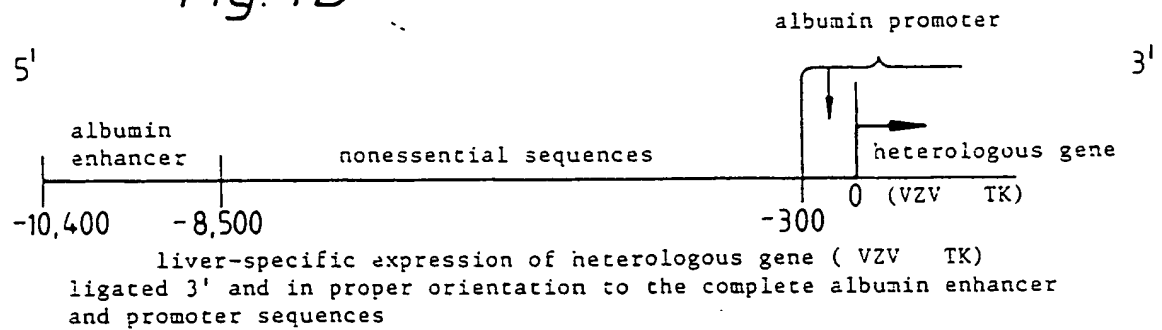 Fig. 1B
albumin promoter
5'
3'
albumin
enhancer
nonessential sequences
heterologous gene
-10,400
-8,500
-300
0
(VZV TK)
liver-specific expression of heterologous gene ( VZV TK)
ligated 3' and in proper orientation to the complete albumin enhancer
and promoter sequences